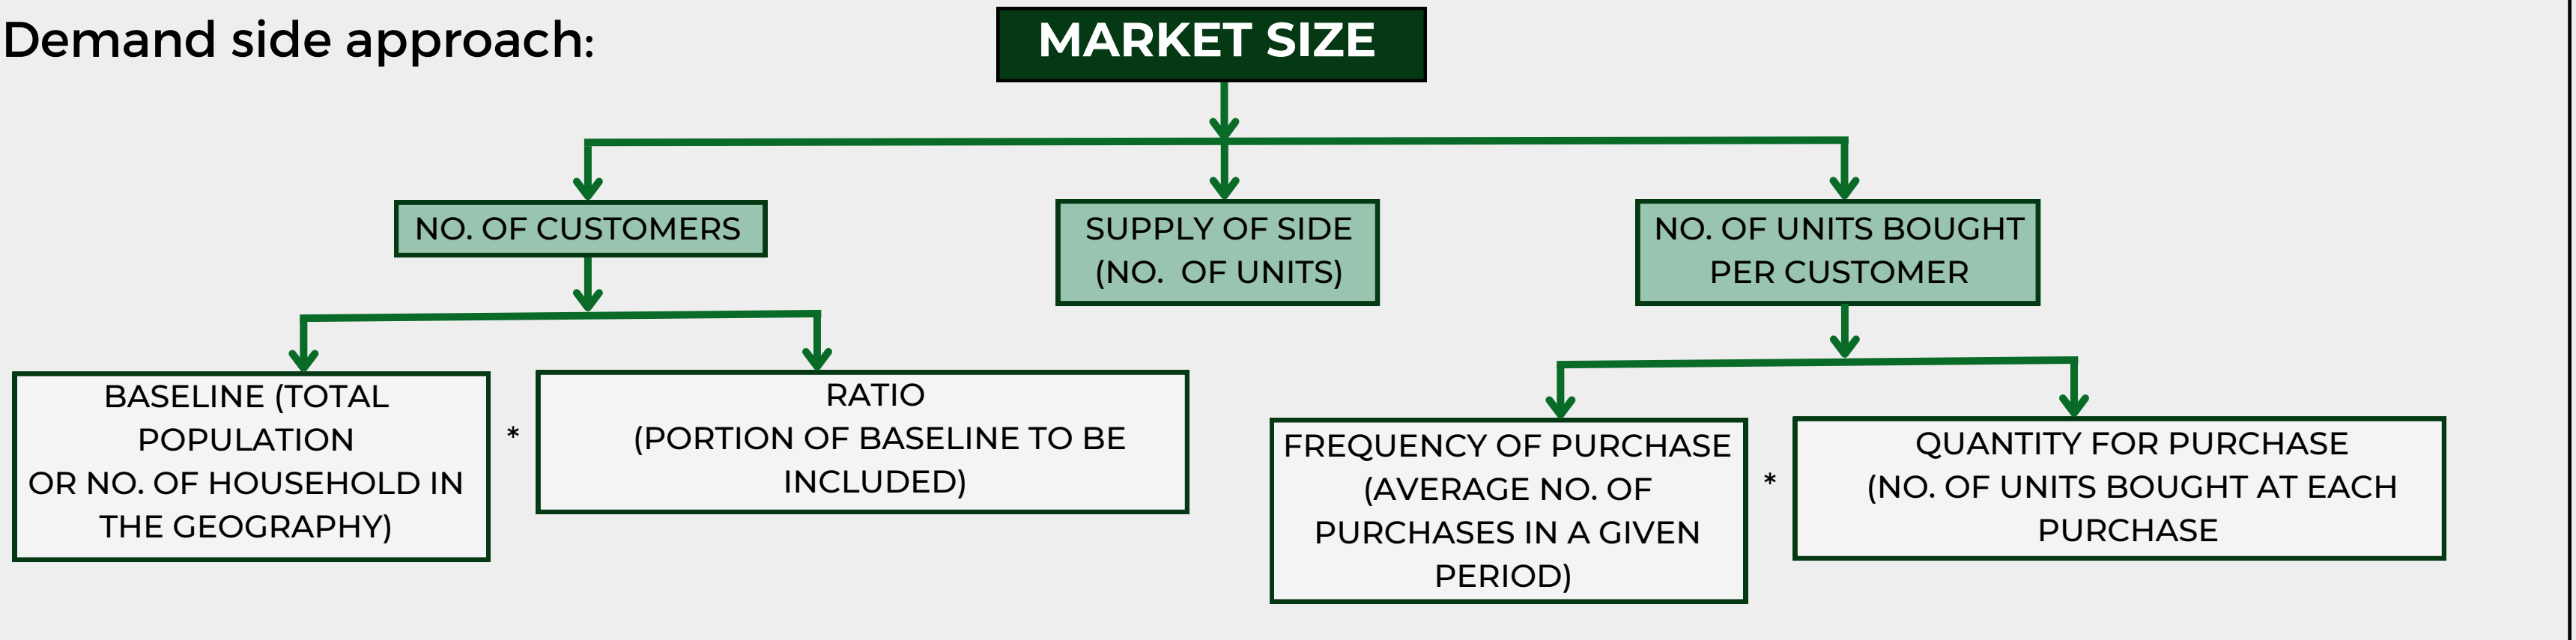 Demand side approach:
MARKET SIZE
NO. OF CUSTOMERS
SUPPLY OF SIDE
(NO. OF UNITS)
NO. OF UNITS BOUGHT
PER CUSTOMER
BASELINE (TOTAL
POPULATION
OR NO. OF HOUSEHOLD IN
THE GEOGRAPHY)
*
RATIO
(PORTION OF BASELINE TO BE
INCLUDED)
FREQUENCY OF PURCHASE
(AVERAGE NO. OF
PURCHASES IN A GIVEN
PERIOD)
*
QUANTITY FOR PURCHASE
(NO. OF UNITS BOUGHT AT EACH
PURCHASE